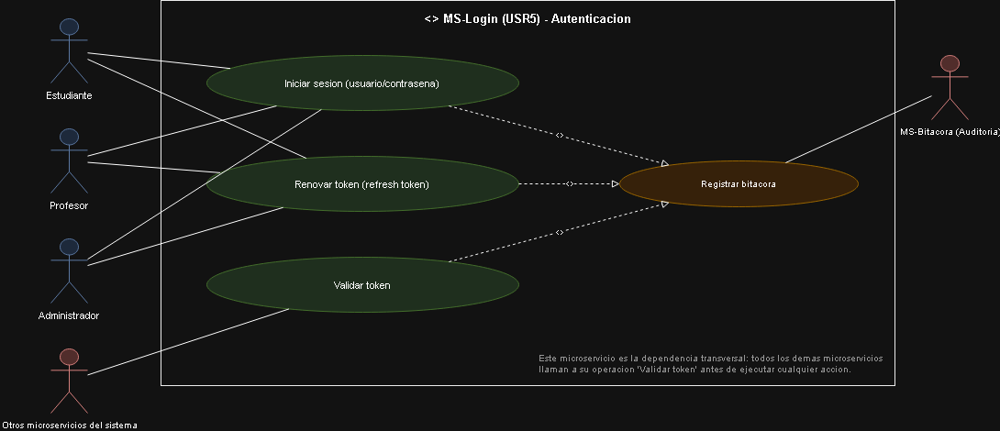 <> MS-Login (USR5) - Autenticacion
Estudiante
Iniciar sesion (usuario/contrasena)
<>
MS-Bitacora (Auditoria)
Profesor
Renovar token (refresh token)
<>
Registrar bitacora
<>
Administrador
Validar token
Este microservicio es la dependencia transversal: todos los demas microservicios
llaman a su operacion 'Validar token' antes de ejecutar cualquier accion.
Otros microservicios del sistema